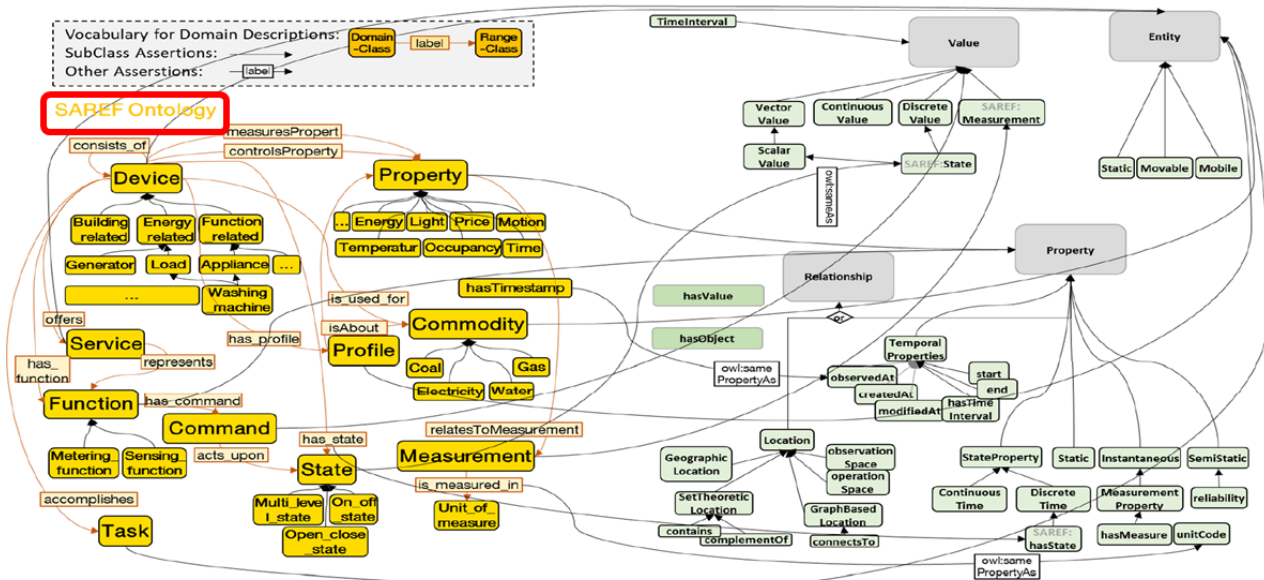 Vocabulary for Domain Descriptions:
SubClass Assertions:
Other Asserstions:
label
Domain
-Class
label
Range
-Class
SAREF Ontology
consists_of
measuresPropert
controlsProperty
Device
Property
Building_
related
Energy
_related
Function
_related
Generator
Load
Appliance
...
...
Washing
_machine
...
Energy
Light
Price
Motion
Temperatur
Occupancy
Time
hasTimestamp
is_used_for
isAbout
Commodity
offers
Service
has_profile
Profile
represents
Coal
Gas
Electricity
Water
has_
function
Function
has_command
Command
acts_upon
has_state
State
relatesToMeasurement
Measurement
is_measured_in
Unit_of_
measure
Metering_
function
Sensing_
function
Multi_leve
l_state
On_off
_state
Open_close
_state
accomplishes
Task
TimeInterval
Value
Entity
Vector
Value
Continuous
Value
Discrete
Value
SAREF:
Measurement
Scalar
Value
SAREF:State
owl:sameAs
Static
Movable
Mobile
Relationship
Property
hasValue
hasObject
or
owl:same
PropertyAs
Temporal
Properties
observedAt
createdAt
modifiedAt
hasTime
Interval
start
end
Location
Geographic
Location
observation
Space
operation
Space
SetTheoretic
Location
contains
complementOf
GraphBased
Location
connectsTo
StateProperty
Static
Instantaneous
SemiStatic
Continuous
Time
Discrete
Time
Measurement
Property
reliability
SAREF:
hasState
hasMeasure
unitCode
owl:same
PropertyAs